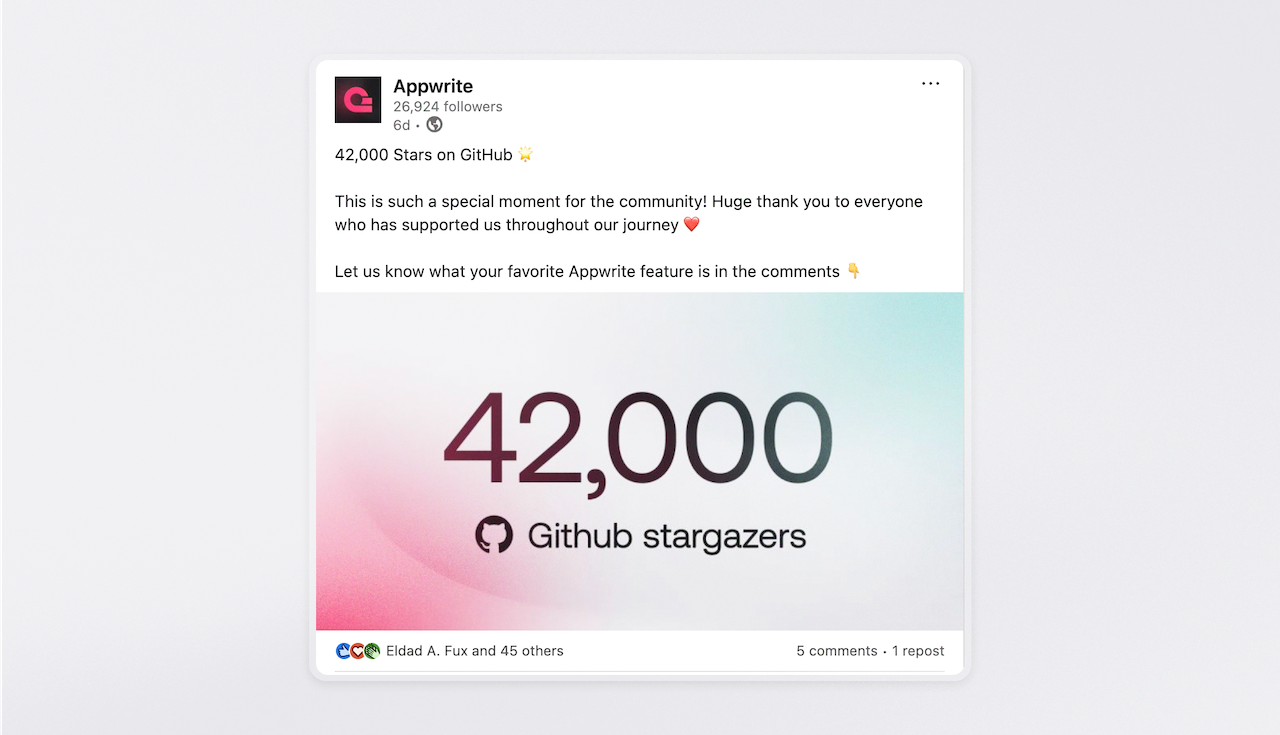 Appwrite
26,924 followers
6d •
42,000 Stars on GitHub 🌟
This is such a special moment for the community! Huge thank you to everyone
who has supported us throughout our journey ❤️
Let us know what your favorite Appwrite feature is in the comments 👇
42,000
Github stargazers
Eldad A. Fux and 45 others
5 comments • 1 repost